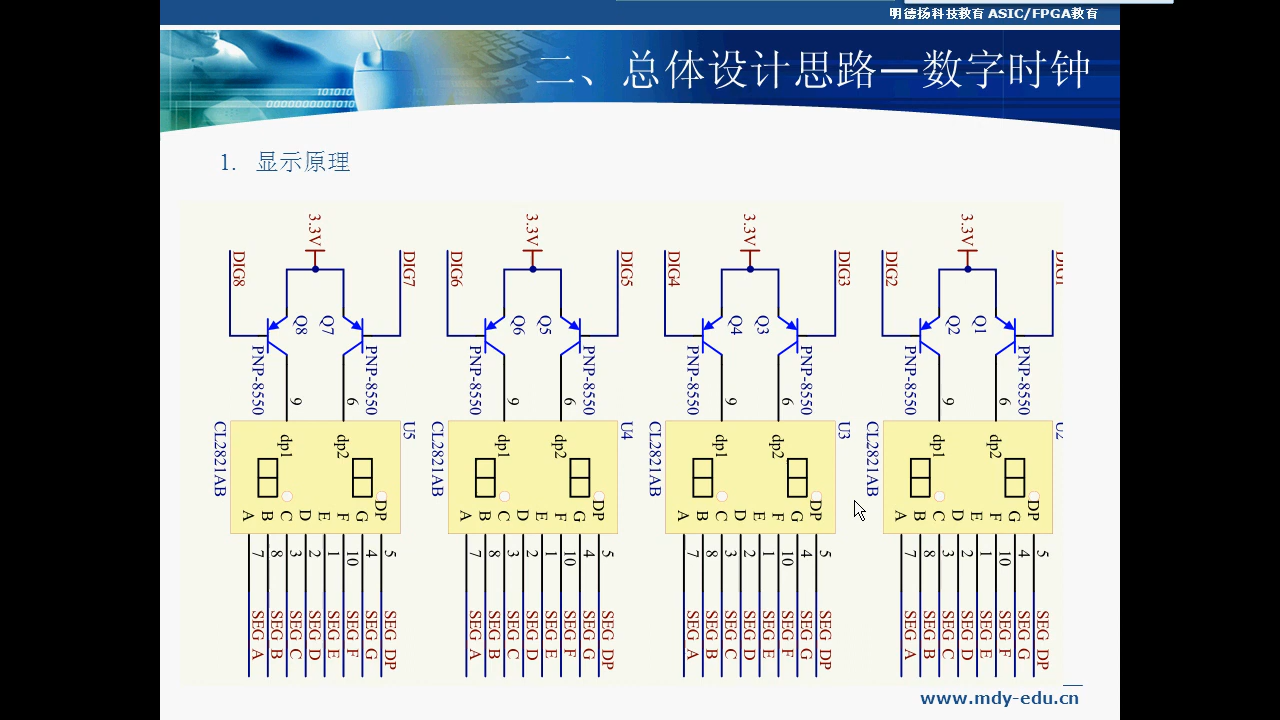 明德扬科技教育 ASIC/FPGA教育
二、总体设计思路—数字时钟
101010
00000001010
1. 显示原理
3.3V 3.3V 3.3V 3.3V
DIG8 DIG7 DIG6 DIG5 DIG4 DIG3 DIG2 DIG1
Q8 Q7 Q6 Q5 Q4 Q3 Q2 Q1
PNP-8550 PNP-8550 PNP-8550 PNP-8550 PNP-8550 PNP-8550 PNP-8550 PNP-8550
9 6 9 6 9 6 9 6
CL2821AB U5 CL2821AB U4 CL2821AB U3 CL2821AB U2
dp1 dp2 dp1 dp2 dp1 dp2 dp1 dp2
A B C D E F G DP A B C D E F G DP A B C D E F G DP A B C D E F G DP
7 8 3 2 1 10 4 5 7 8 3 2 1 10 4 5 7 8 3 2 1 10 4 5 7 8 3 2 1 10 4 5
SEG A SEG B SEG C SEG D SEG E SEG F SEG G SEG DP SEG A SEG B SEG C SEG D SEG E SEG F SEG G SEG DP SEG A SEG B SEG C SEG D SEG E SEG F SEG G SEG DP SEG A SEG B SEG C SEG D SEG E SEG F SEG G SEG DP
www.mdy-edu.cn